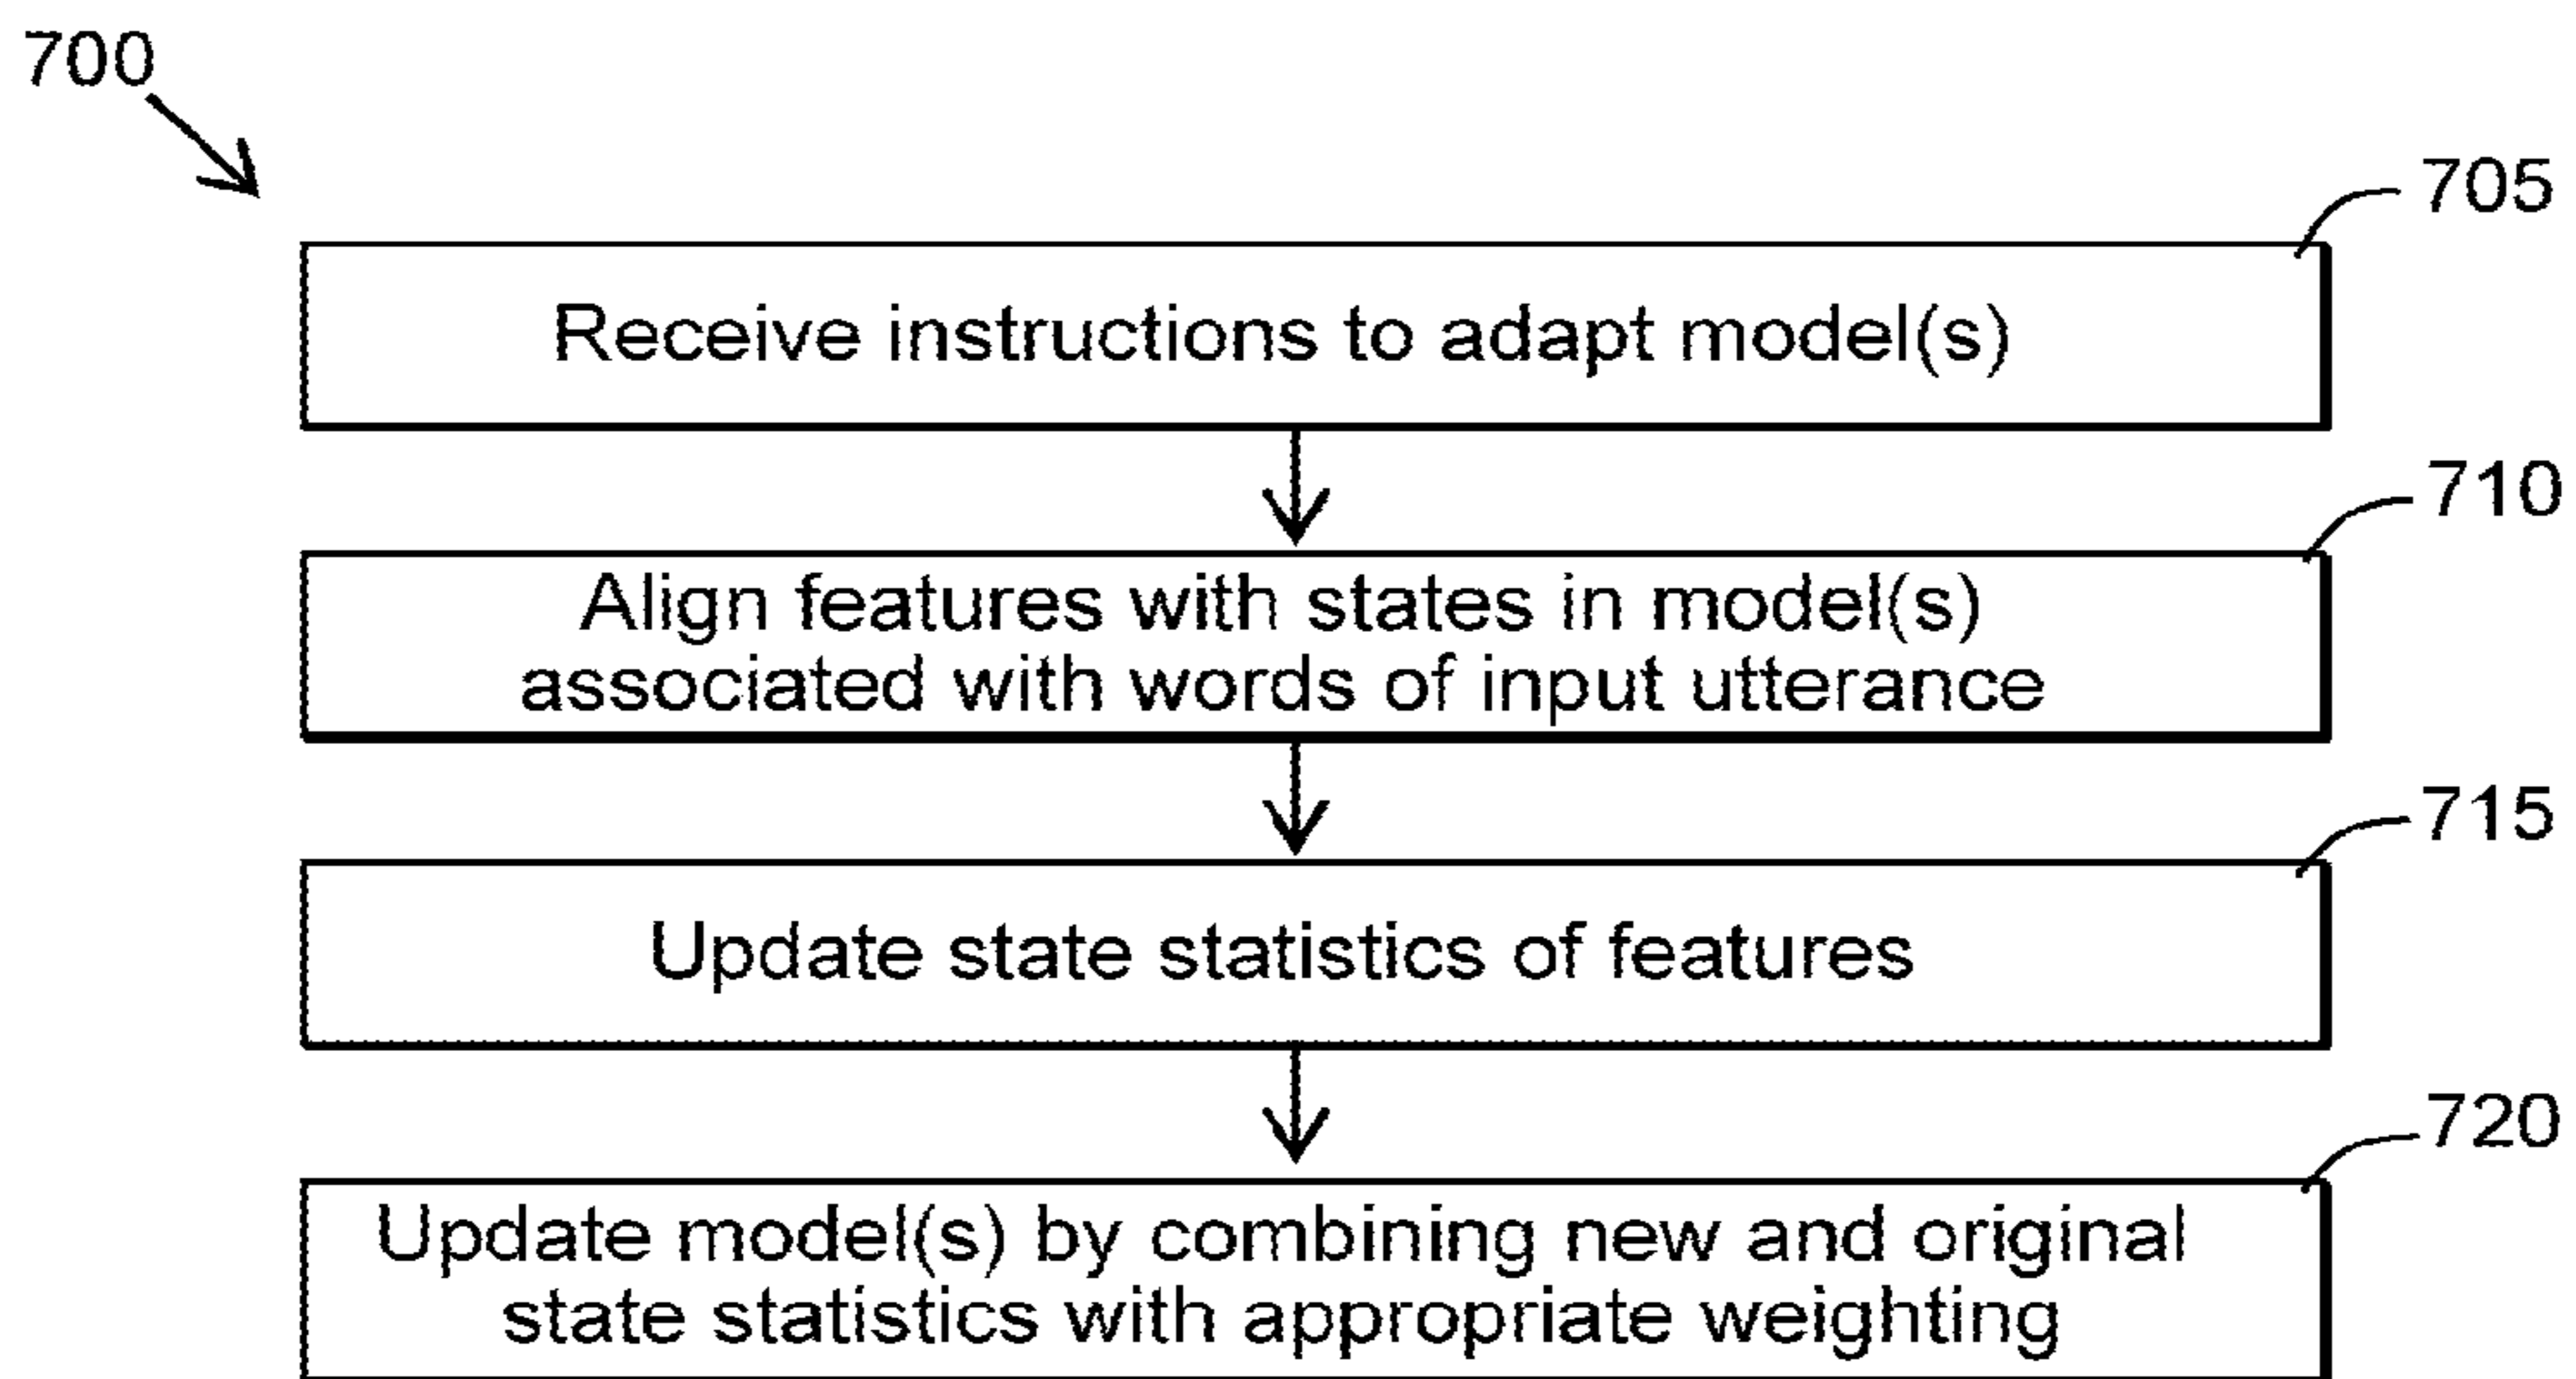 700
705
Receive instructions to adapt model(s)
710
Align features with states in model(s)
associated with words of input utterance
715
Update state statistics of features
720
Update model(s) by combining new and original
state statistics with appropriate weighting